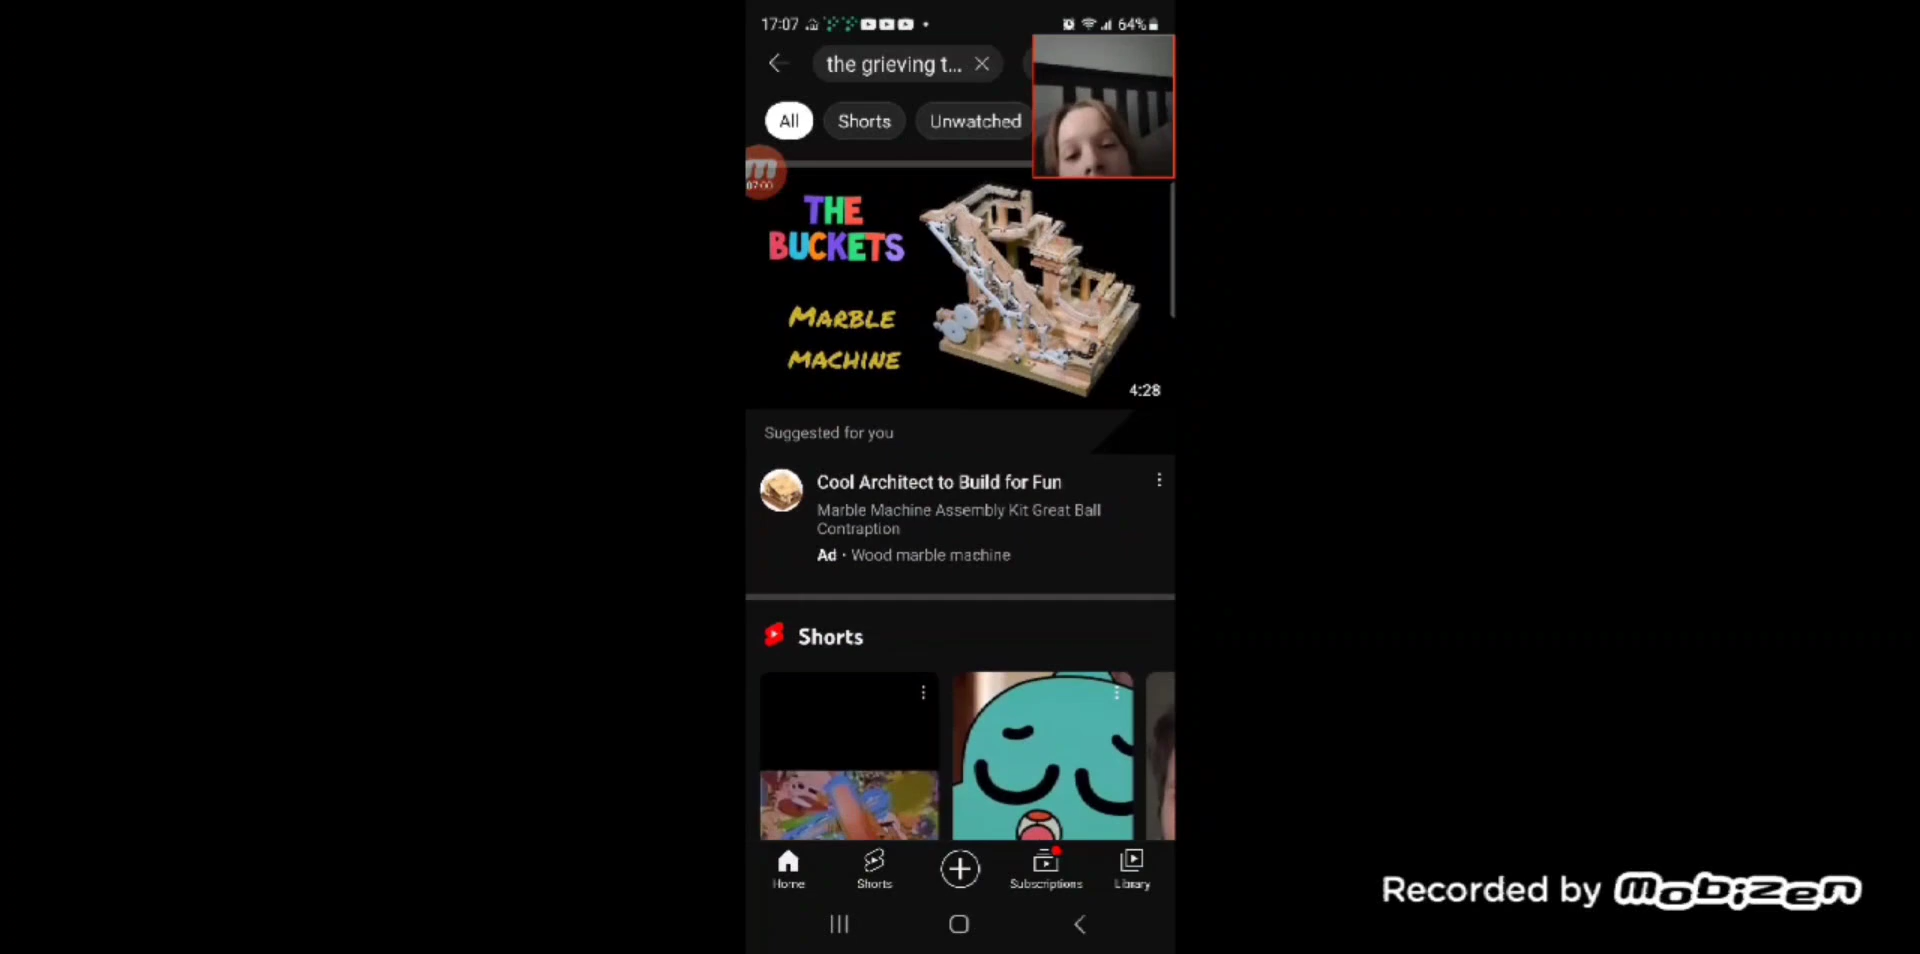 17:07
64%
the grieving t...
All
Shorts
Unwatched
07:00
THE
BUCKETS
MARBLE
MACHINE
4:28
Suggested for you
Cool Architect to Build for Fun
Marble Machine Assembly Kit Great Ball
Contraption
Ad · Wood marble machine
Shorts
Home
Shorts
Subscriptions
Library
Recorded by mobizen